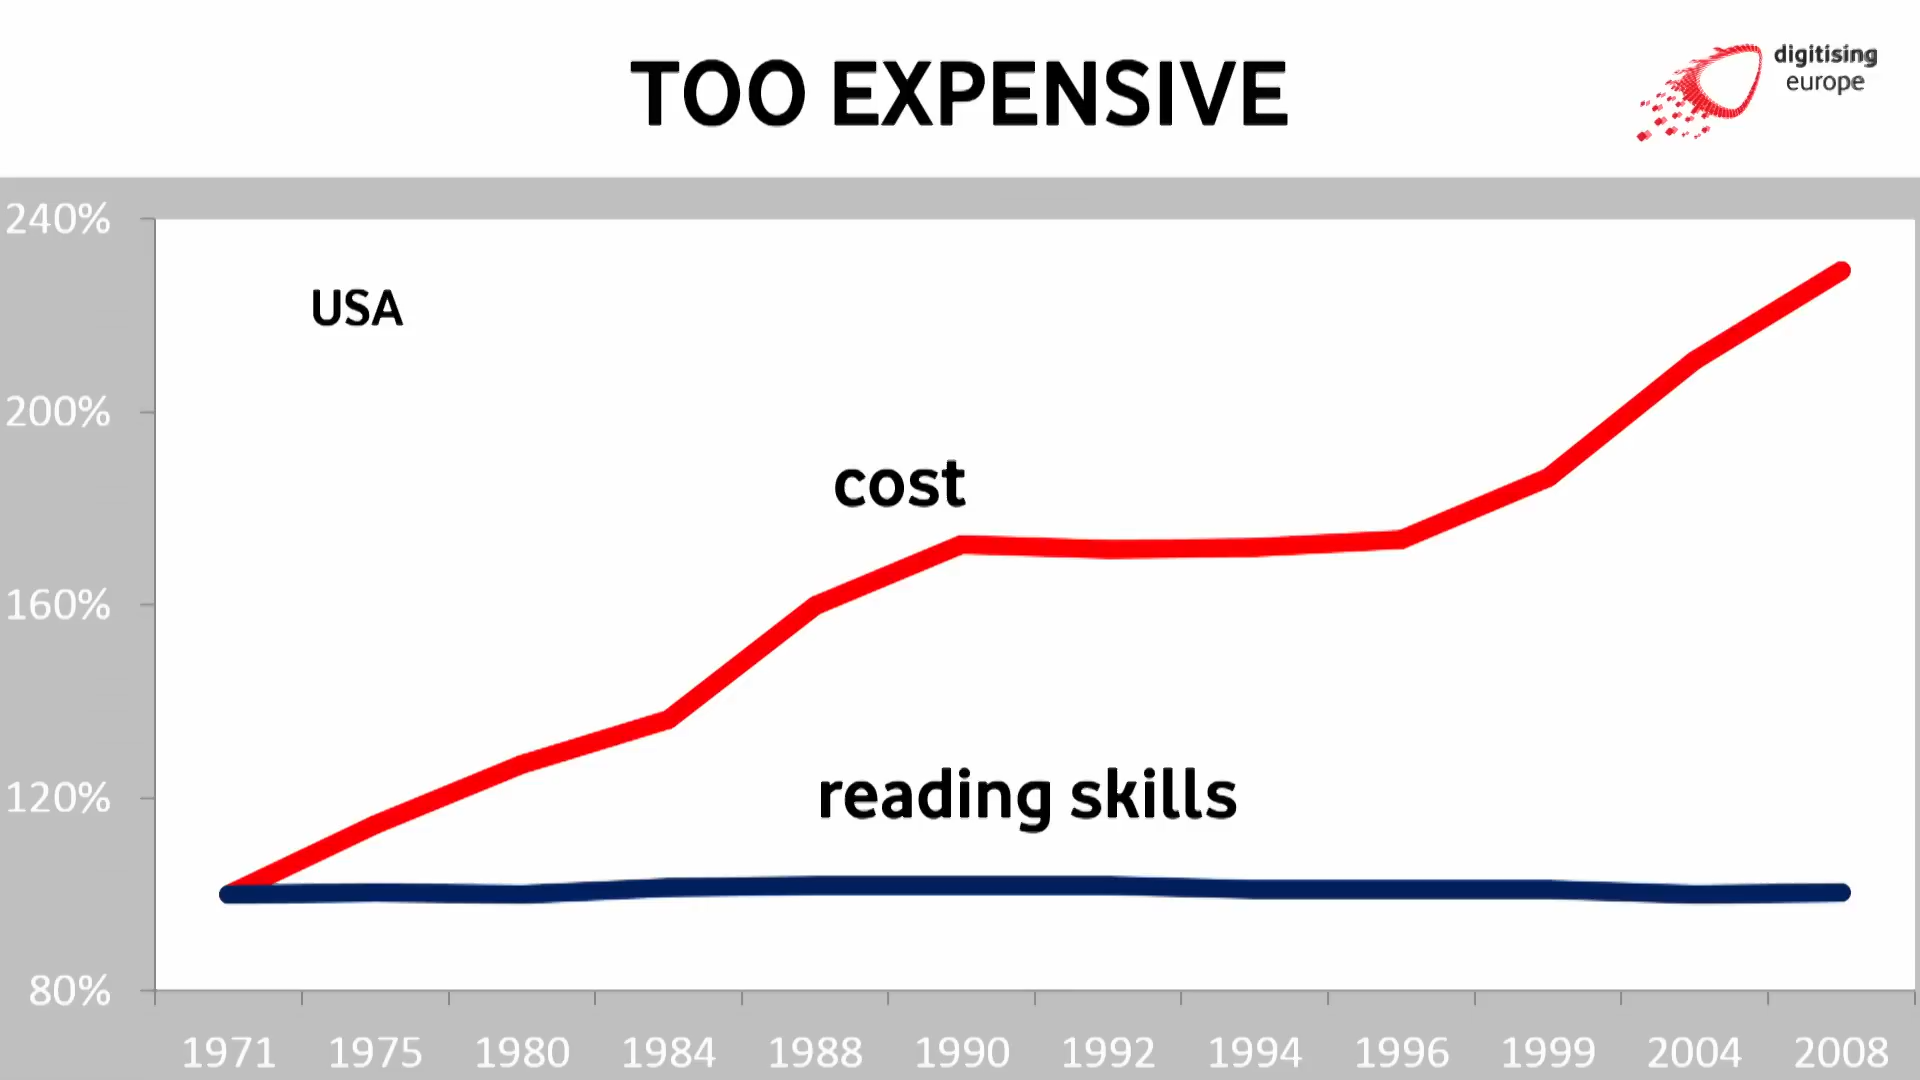 TOO EXPENSIVE
digitising
europe
240%
USA
200%
cost
160%
reading skills
120%
80%
1971 1975 1980 1984 1988 1990 1992 1994 1996 1999 2004 2008